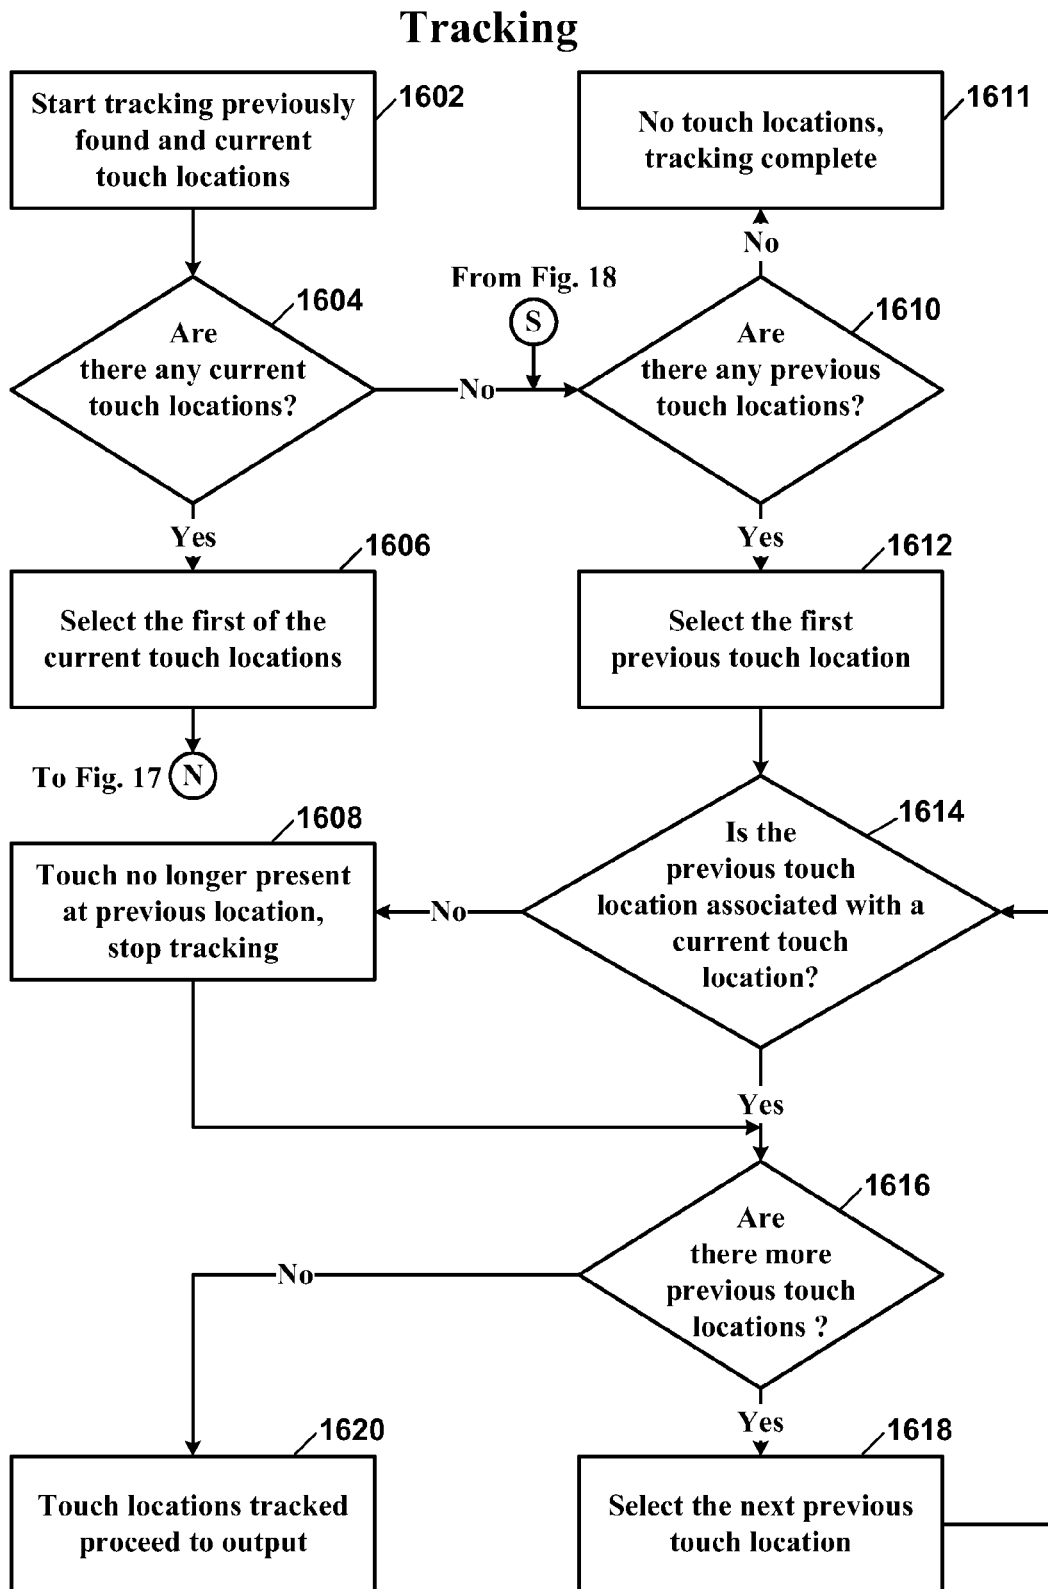 Tracking
Start tracking previously
found and current
touch locations
1602
No touch locations,
tracking complete
1611
No
From Fig. 18
S
Are
there any current
touch locations?
1604
No
Are
there any previous
touch locations?
1610
Yes
Yes
Select the first of the
current touch locations
1606
Select the first
previous touch location
1612
To Fig. 17
N
Touch no longer present
at previous location,
stop tracking
1608
No
Is the
previous touch
location associated with a
current touch
location?
1614
Yes
Are
there more
previous touch
locations ?
1616
No
Yes
Touch locations tracked
proceed to output
1620
Select the next previous
touch location
1618